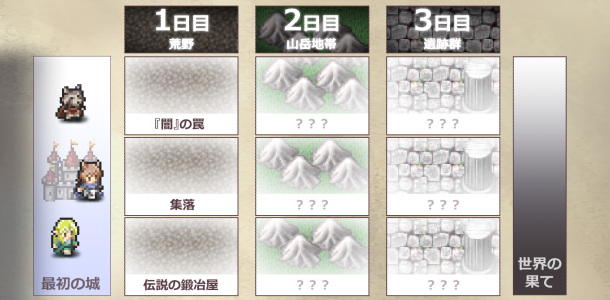 1日目
荒野
2日目
山岳地帯
3日目
遺跡群
『闇』の罠
？？？
？？？
集落
？？？
？？？
伝説の鍛冶屋
？？？
？？？
最初の城
世界の
果て